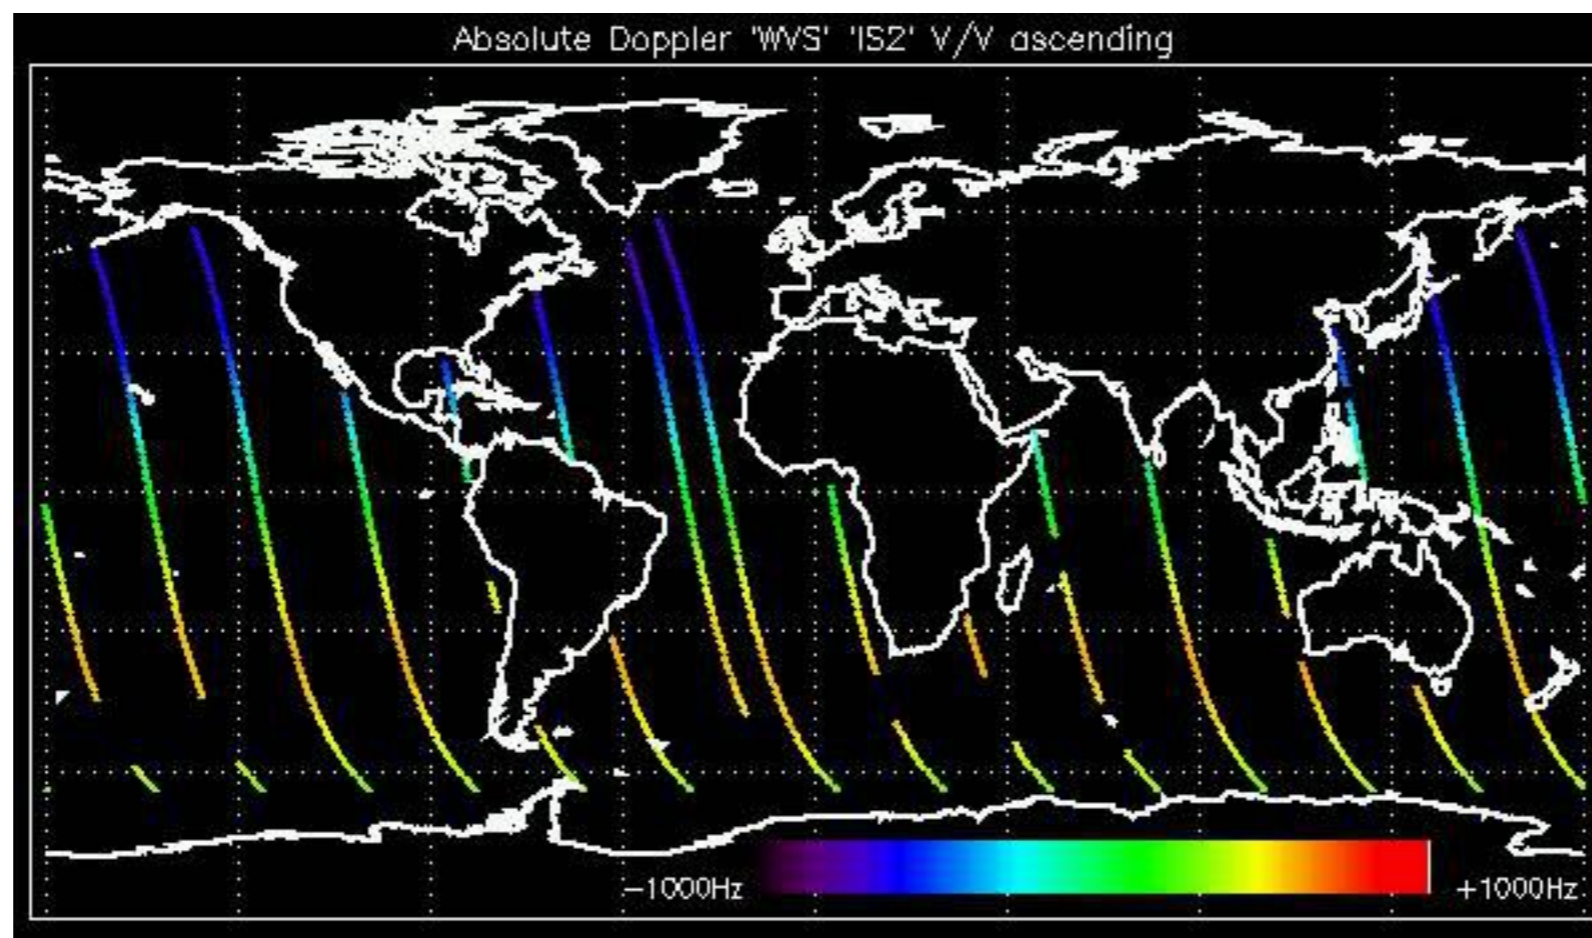 Absolute Doppler 'WVS' 'IS2' V/V ascending
−1000Hz +1000Hz